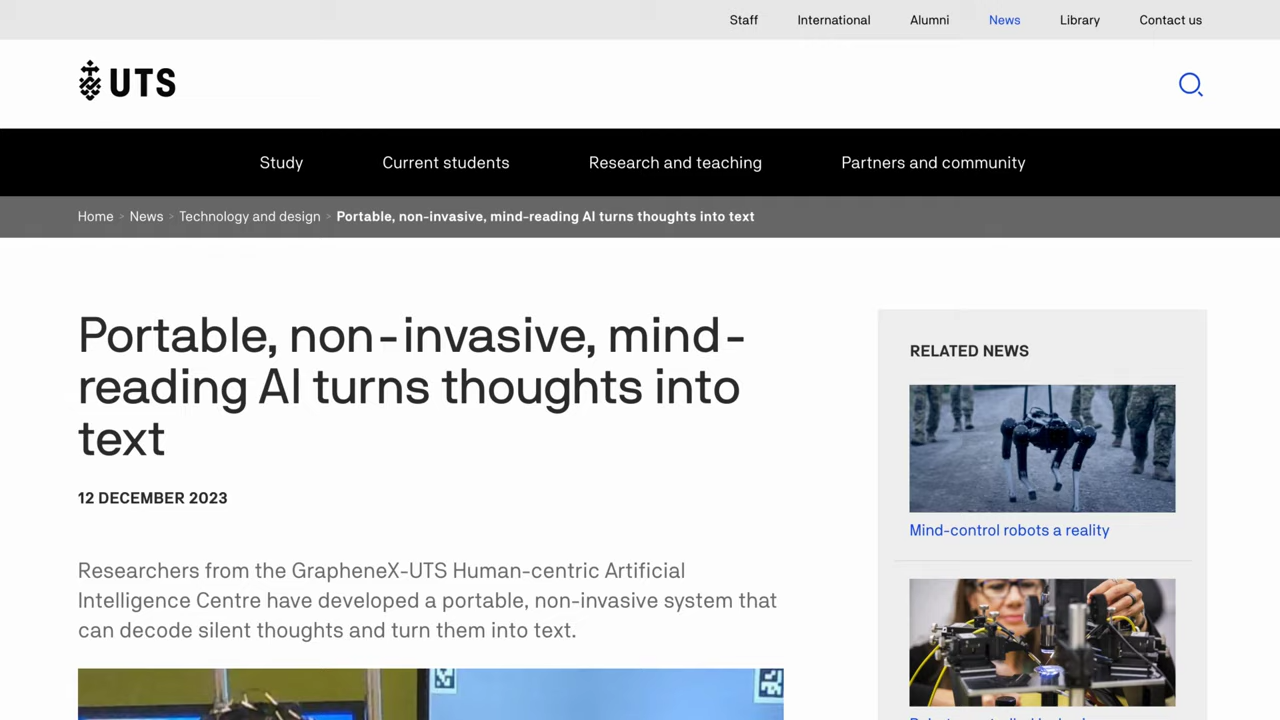 Staff International Alumni News Library Contact us
UTS
Study Current students Research and teaching Partners and community
Home > News > Technology and design > Portable, non-invasive, mind-reading AI turns thoughts into text
Portable, non-invasive, mind-
reading AI turns thoughts into
text
12 DECEMBER 2023
Researchers from the GrapheneX-UTS Human-centric Artificial
Intelligence Centre have developed a portable, non-invasive system that
can decode silent thoughts and turn them into text.
RELATED NEWS
Mind-control robots a reality